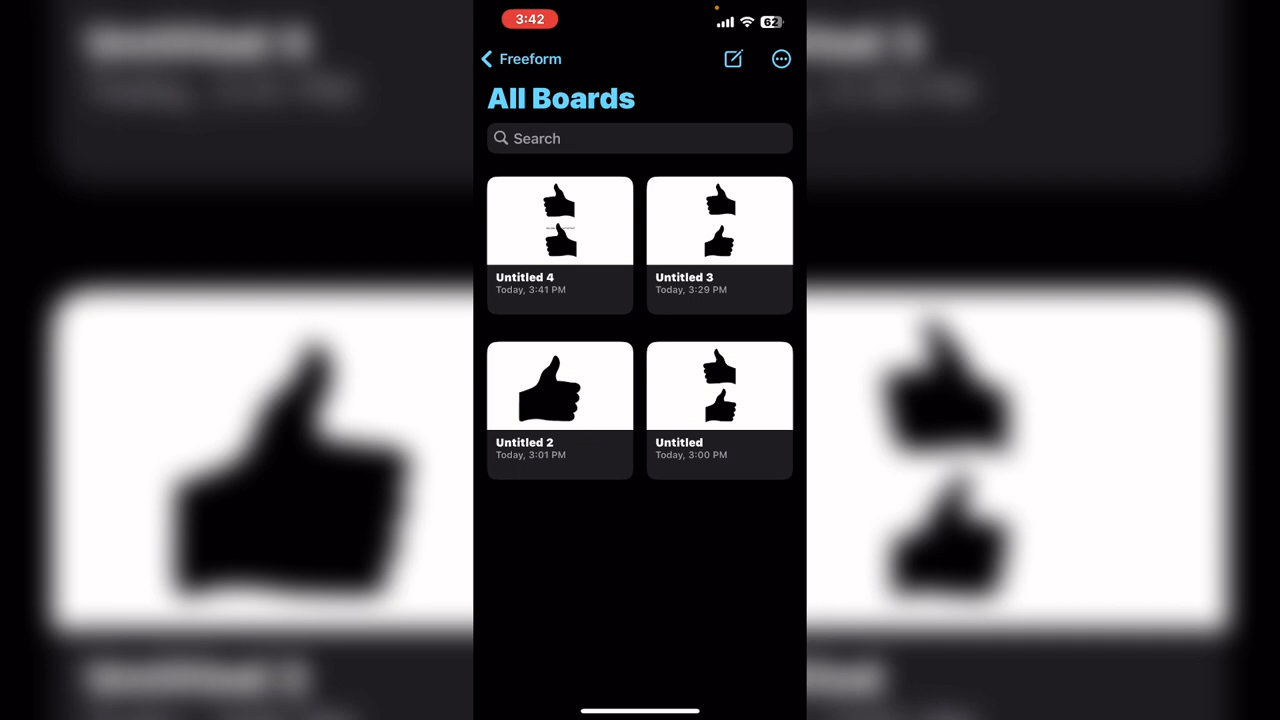 3:42
62
Freeform
All Boards
Search
Untitled 4
Today, 3:41 PM
Untitled 3
Today, 3:29 PM
Untitled 2
Today, 3:01 PM
Untitled
Today, 3:00 PM